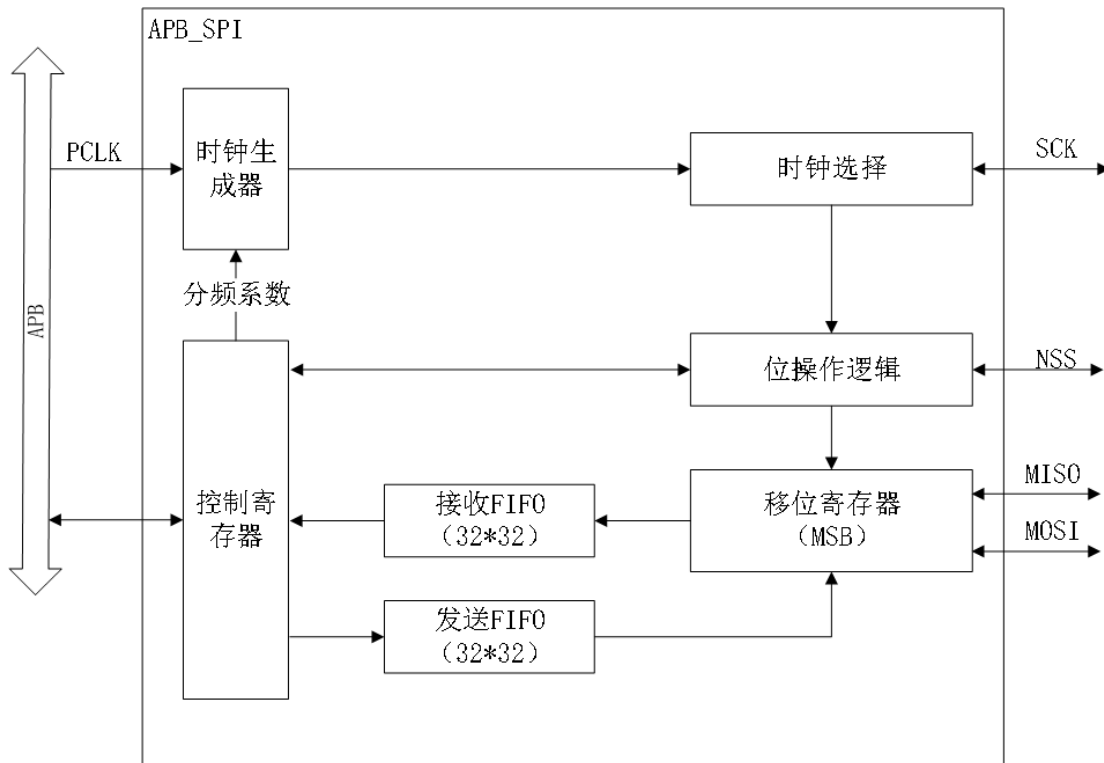 APB_SPI
PCLK
时钟生
成器
时钟选择
SCK
分频系数
APB
位操作逻辑
NSS
控制寄
存器
接收FIFO
（32*32）
移位寄存器
（MSB）
MISO
MOSI
发送FIFO
（32*32）